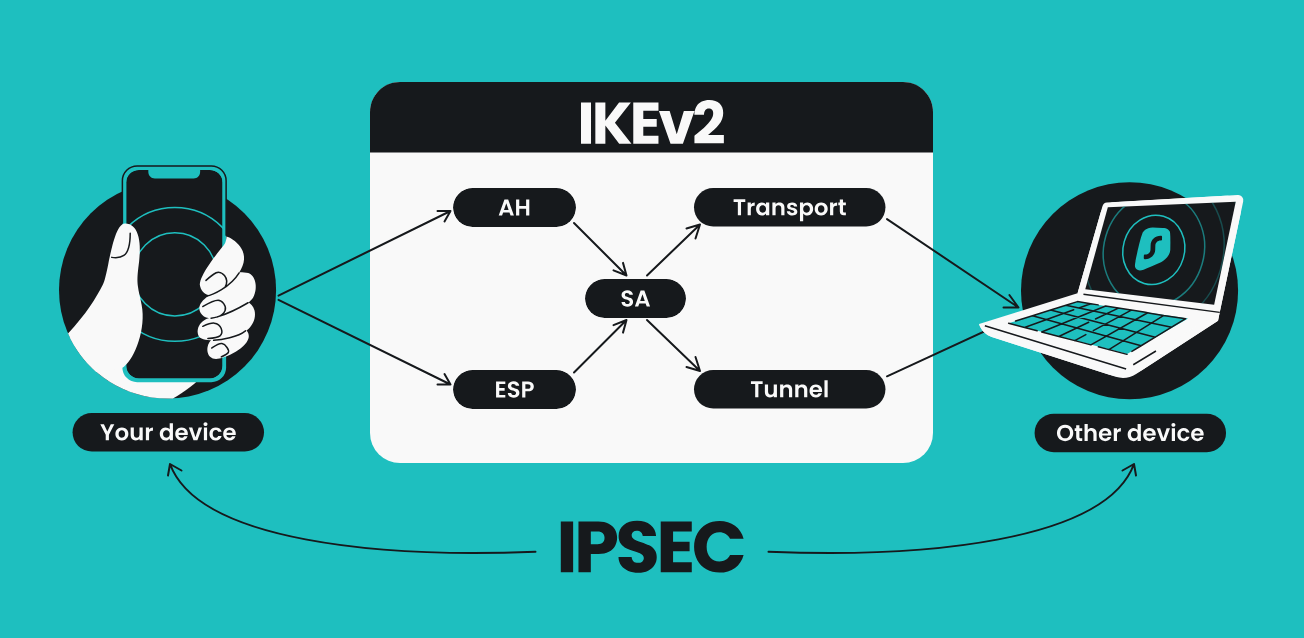 IKEv2
AH
Transport
SA
ESP
Tunnel
Your device
Other device
IPSEC